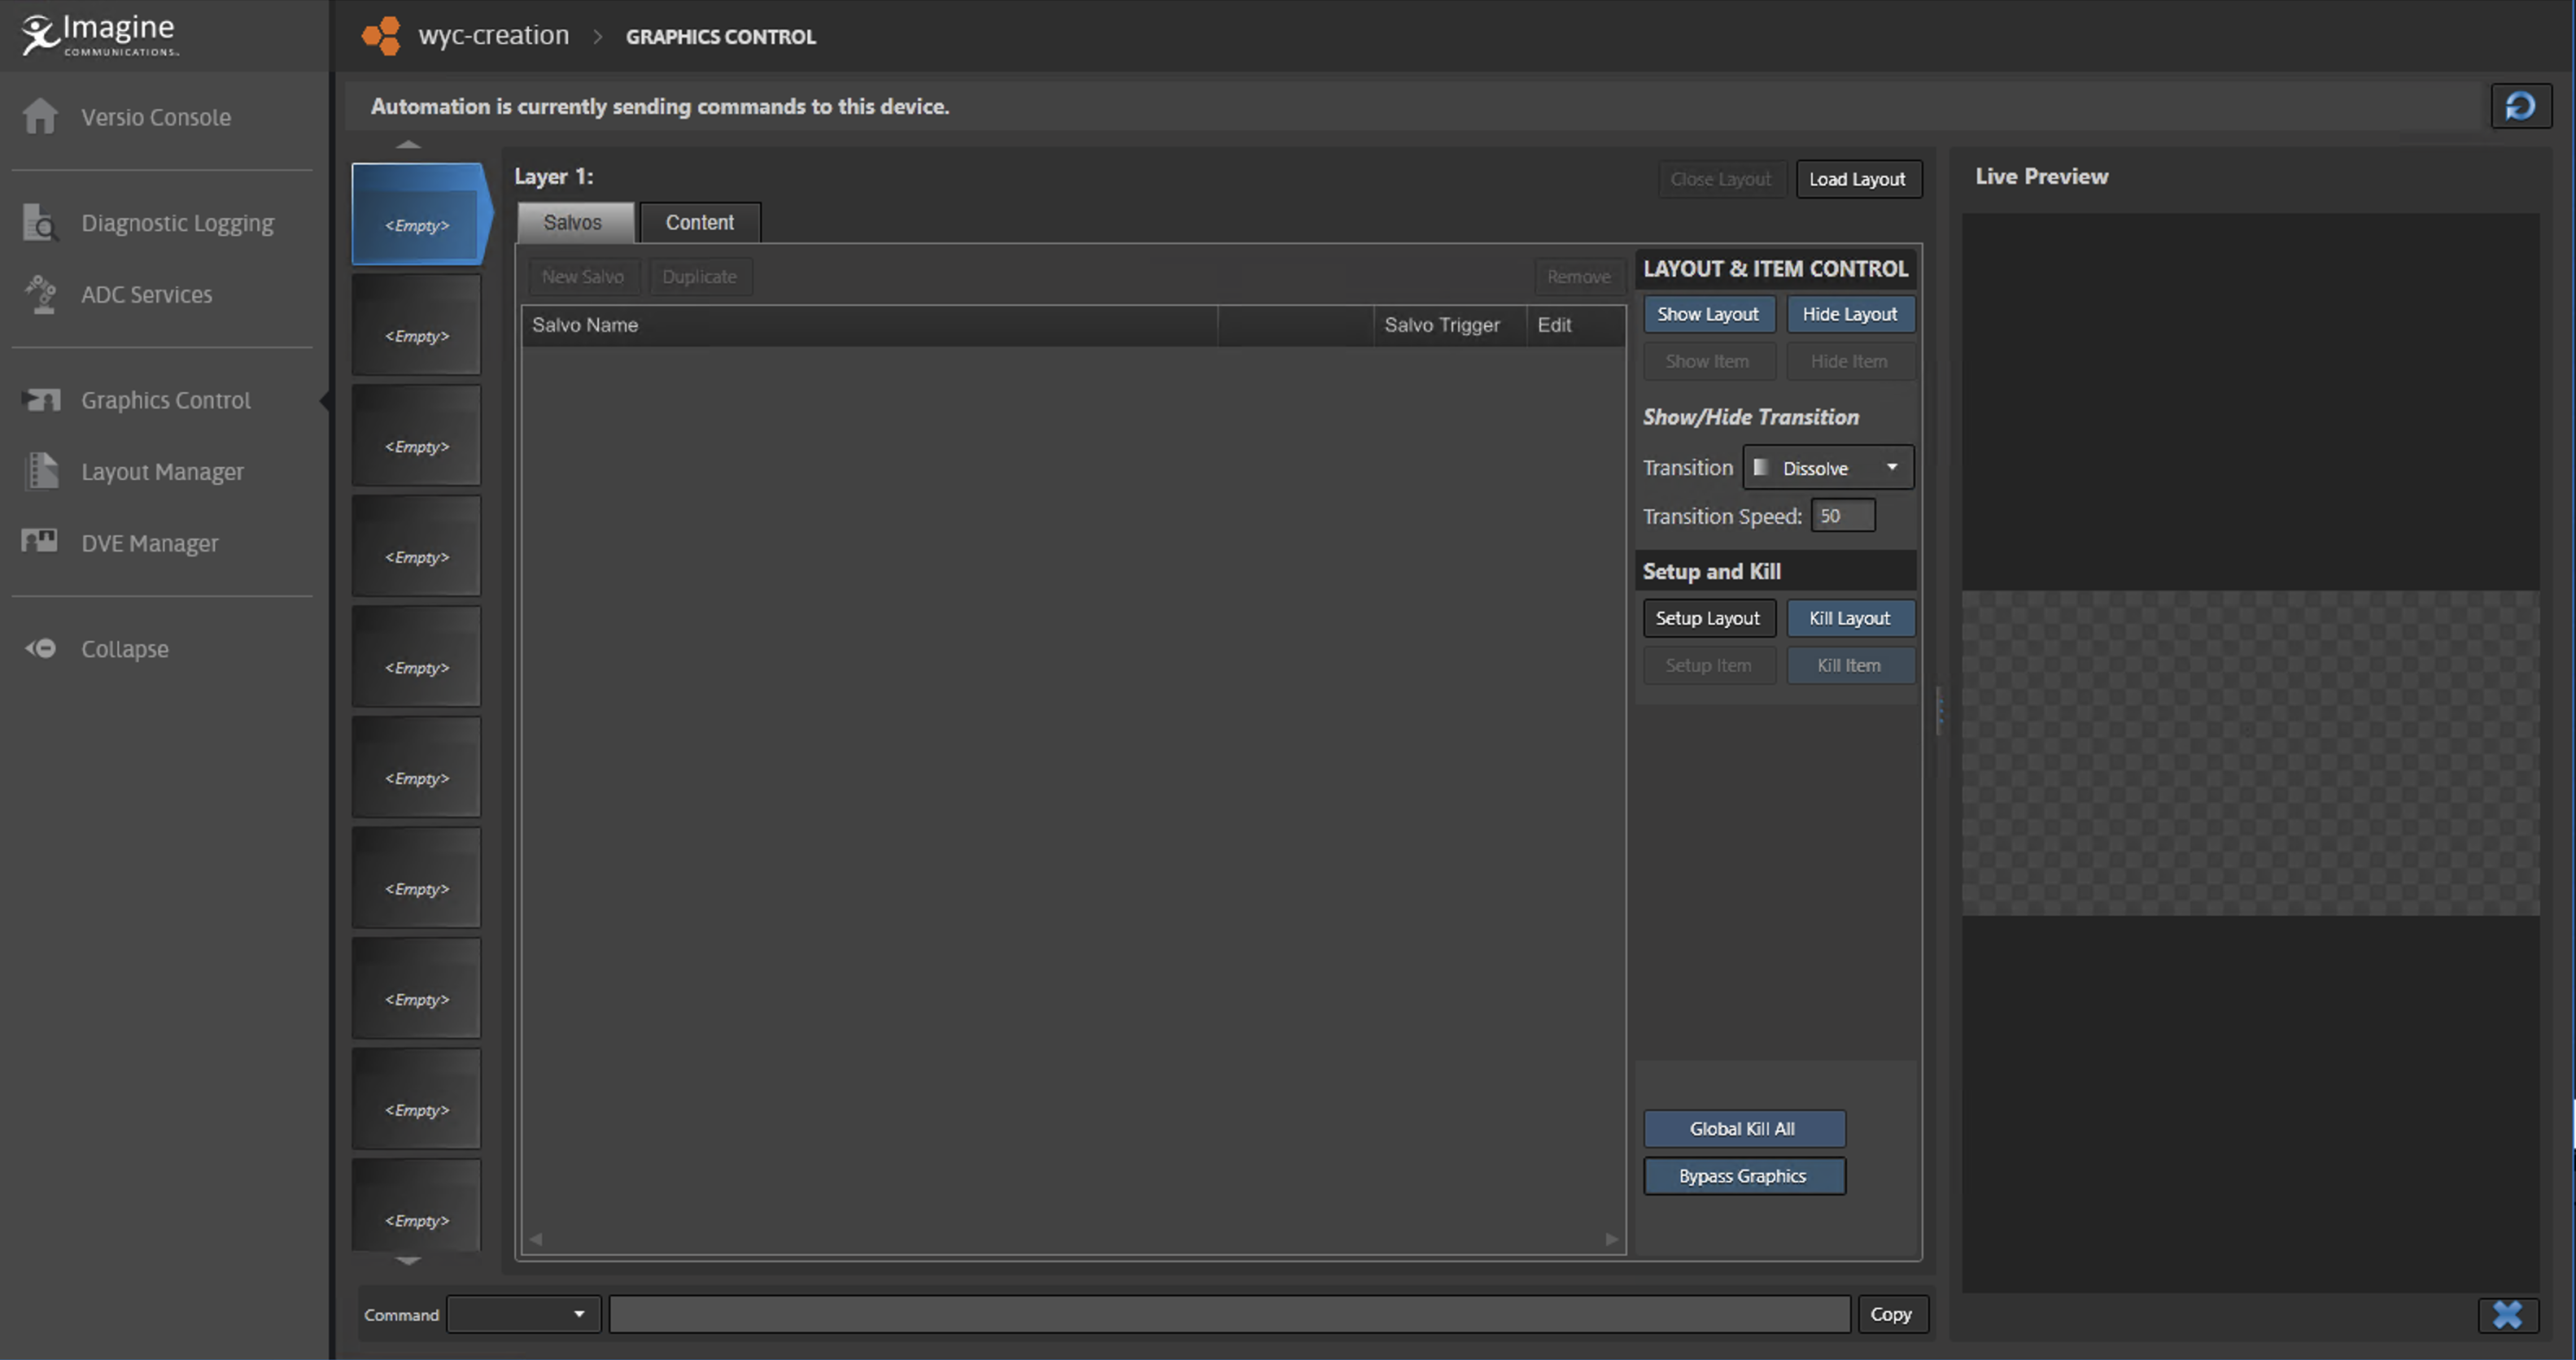 Imagine
COMMUNICATIONS
wyc-creation > GRAPHICS CONTROL
Versio Console
Diagnostic Logging
ADC Services
Graphics Control
Layout Manager
DVE Manager
Collapse
Automation is currently sending commands to this device.
<Empty>
<Empty>
<Empty>
<Empty>
<Empty>
<Empty>
<Empty>
<Empty>
<Empty>
<Empty>
Layer 1:
Close Layout Load Layout
Salvos Content
New Salvo Duplicate Remove
Salvo Name Salvo Trigger Edit
LAYOUT & ITEM CONTROL
Show Layout Hide Layout
Show Item Hide Item
Show/Hide Transition
Transition Dissolve
Transition Speed: 50
Setup and Kill
Setup Layout Kill Layout
Setup Item Kill Item
Global Kill All
Bypass Graphics
Live Preview
Command Copy